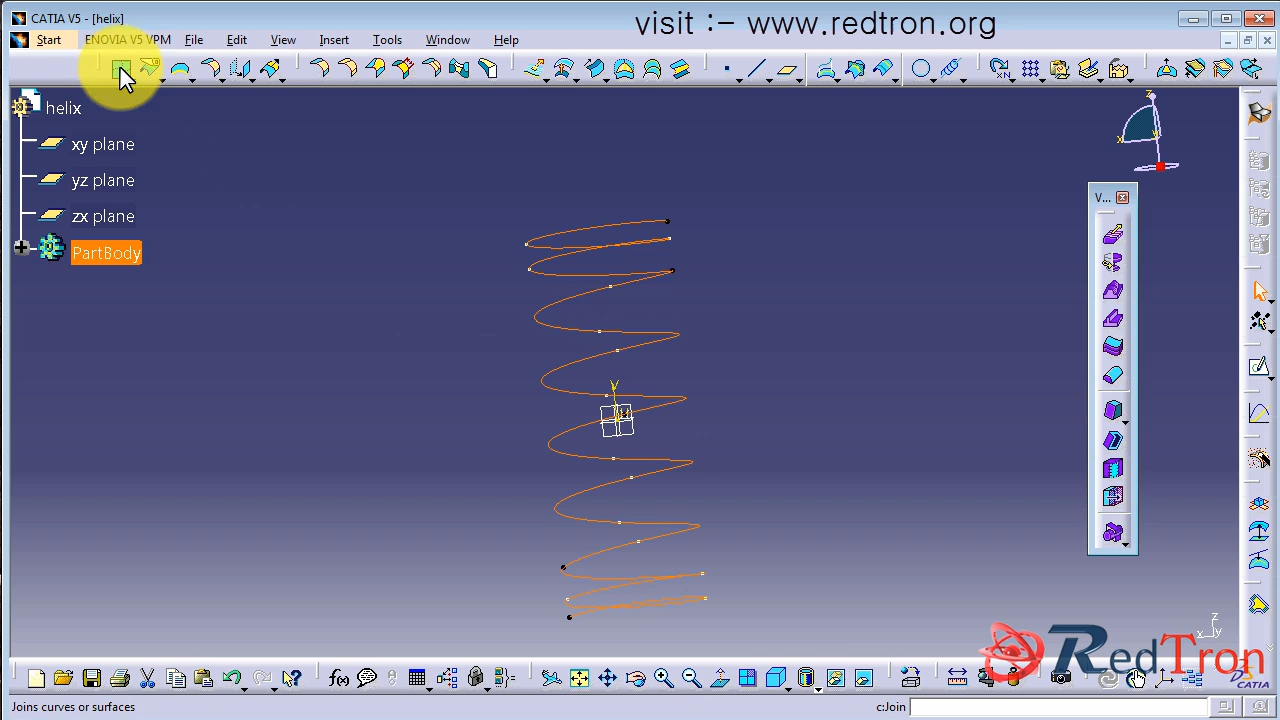 CATIA V5 - [helix]
visit :- www.redtron.org
Start ENOVIA V5 VPM File Edit View Insert Tools Window Help
helix
xy plane
yz plane
zx plane
PartBody
z
x
y
V...
y
z
x y
f(x)
REDTRON
CATIA
Joins curves or surfaces
c:Join